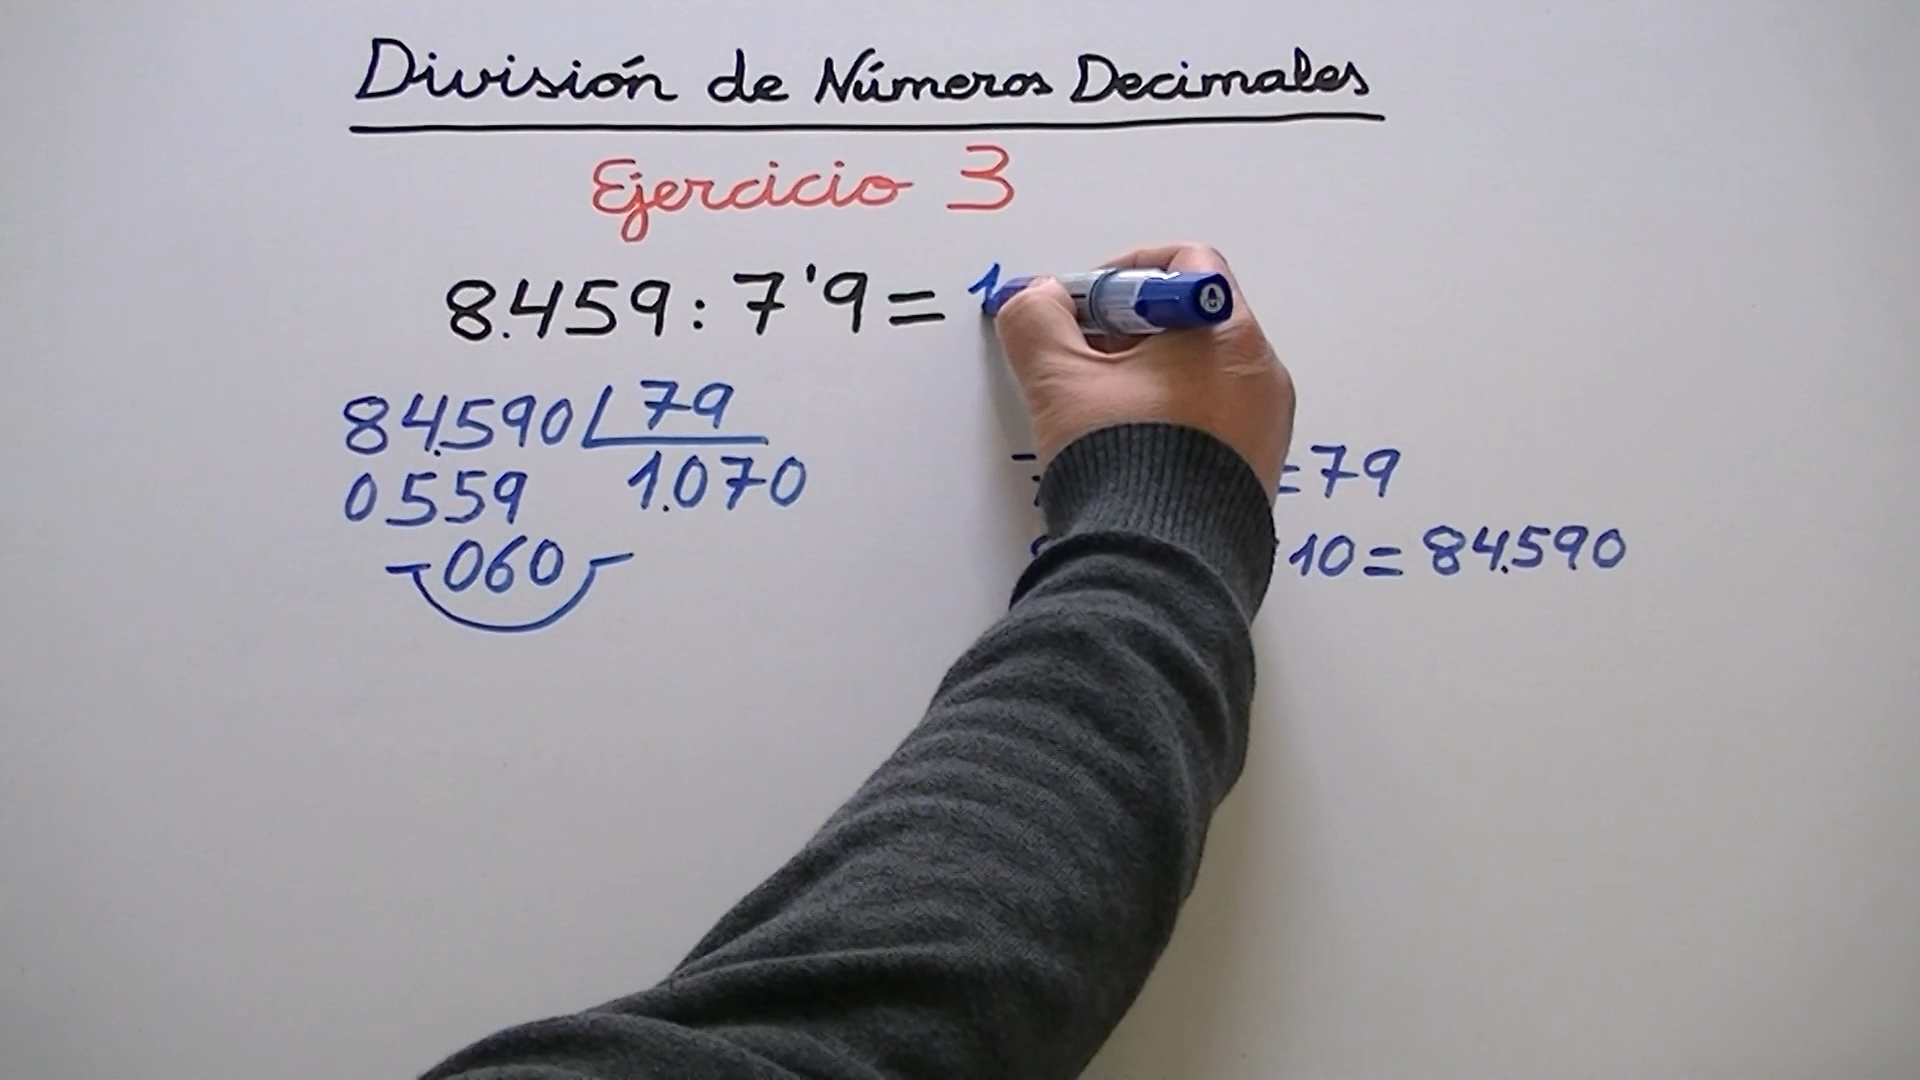 División de Números Decimales
Ejercicio 3
8.459 : 7'9 = 1
84.590 79
0559 1.070
060
= 79
10 = 84.590